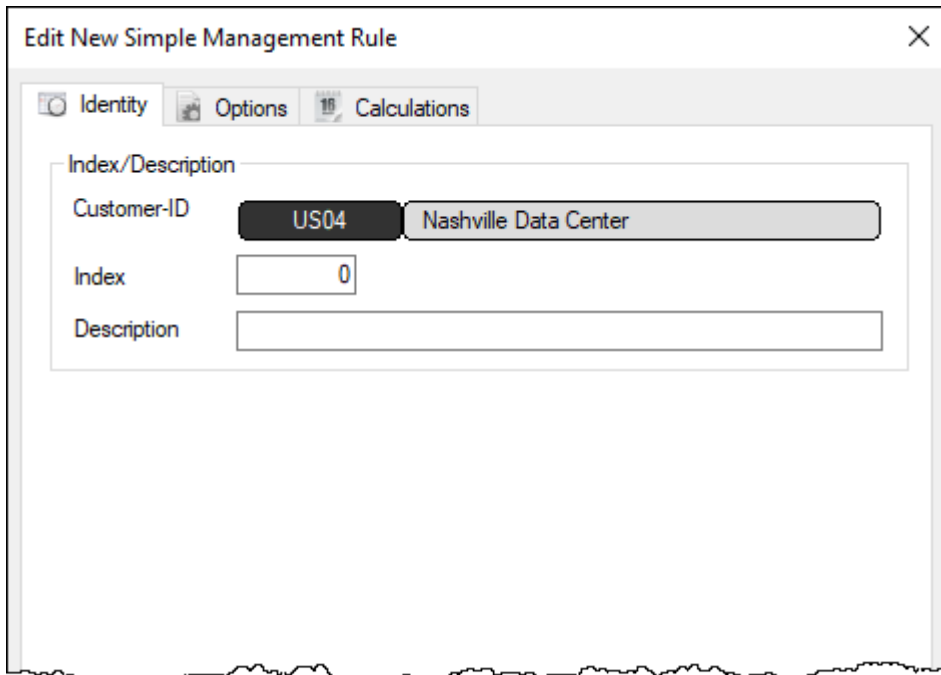 Edit New Simple Management Rule
Identity Options 16 Calculations
Index/Description
Customer-ID US04 Nashville Data Center
Index 0
Description